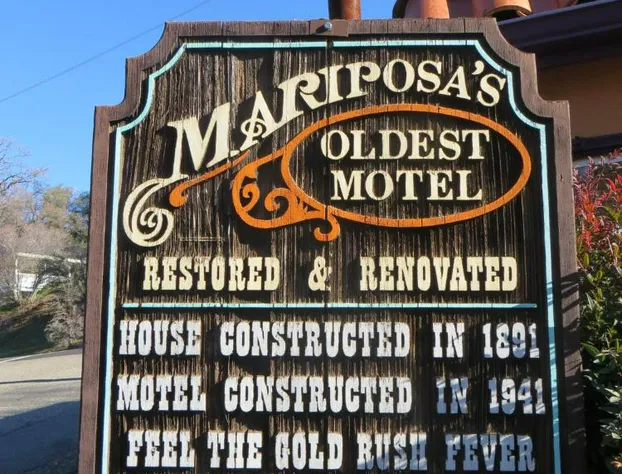 MARIPOSA'S
OLDEST
MOTEL
RESTORED & RENOVATED
HOUSE CONSTRUCTED IN 1891
MOTEL CONSTRUCTED IN 1941
FEEL THE GOLD RUSH FEVER